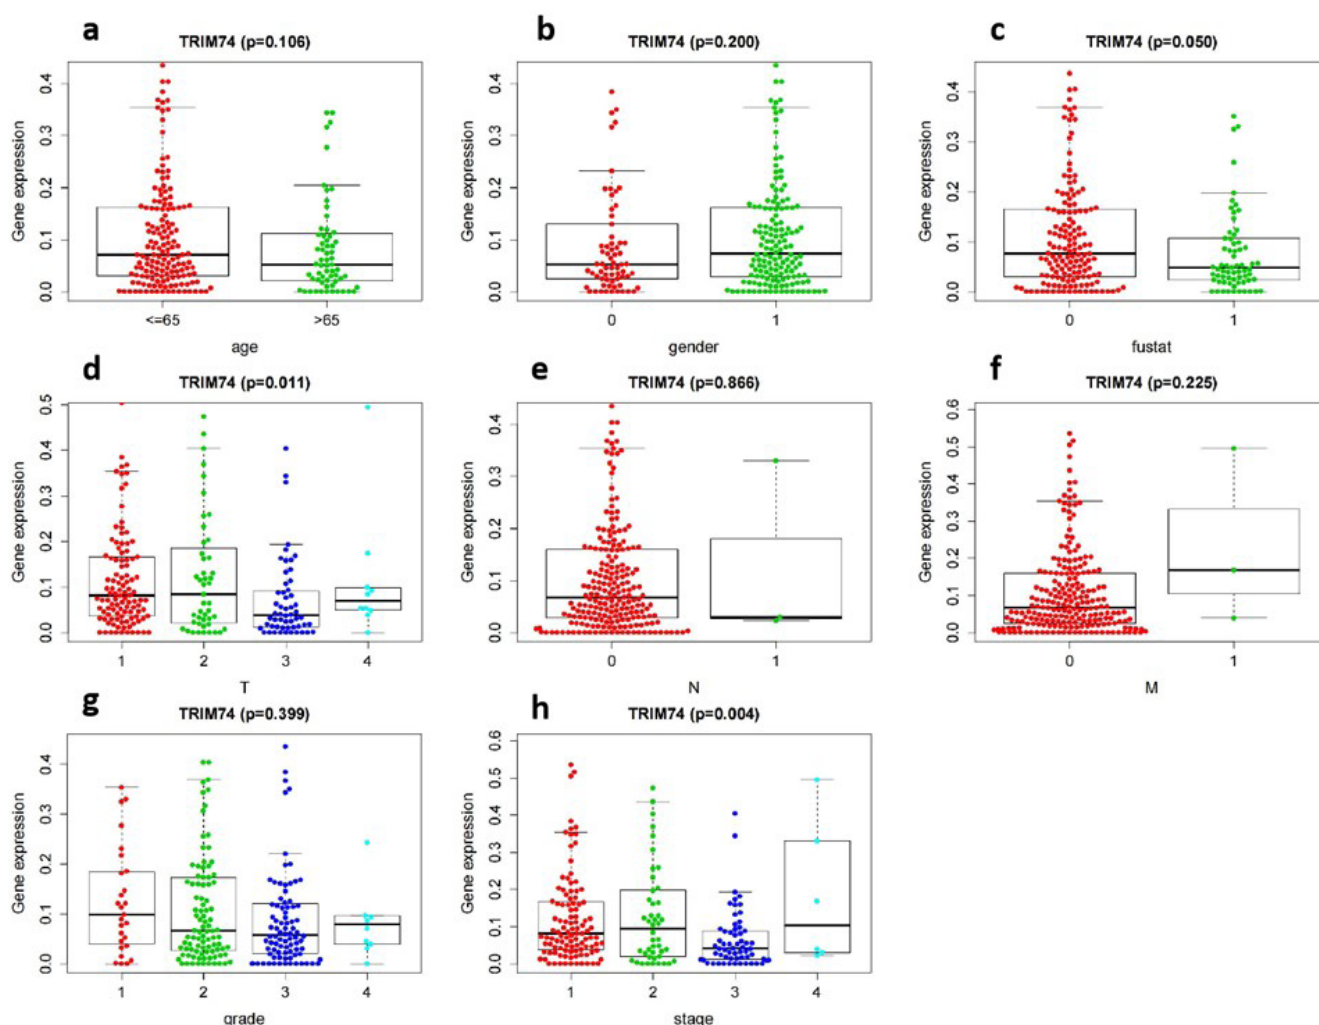 a
TRIM74 (p=0.106)
Gene expression
0.4
0.3
0.2
0.1
0.0
<=65 >65
age
b
TRIM74 (p=0.200)
Gene expression
0.4
0.3
0.2
0.1
0.0
0 1
gender
c
TRIM74 (p=0.050)
Gene expression
0.4
0.3
0.2
0.1
0.0
0 1
fustat
d
TRIM74 (p=0.011)
Gene expression
0.5
0.4
0.3
0.2
0.1
0.0
1 2 3 4
T
e
TRIM74 (p=0.866)
Gene expression
0.4
0.3
0.2
0.1
0.0
0 1
N
f
TRIM74 (p=0.225)
Gene expression
0.6
0.5
0.4
0.3
0.2
0.1
0.0
0 1
M
g
TRIM74 (p=0.399)
Gene expression
0.4
0.3
0.2
0.1
0.0
1 2 3 4
grade
h
TRIM74 (p=0.004)
Gene expression
0.6
0.5
0.4
0.3
0.2
0.1
0.0
1 2 3 4
stage